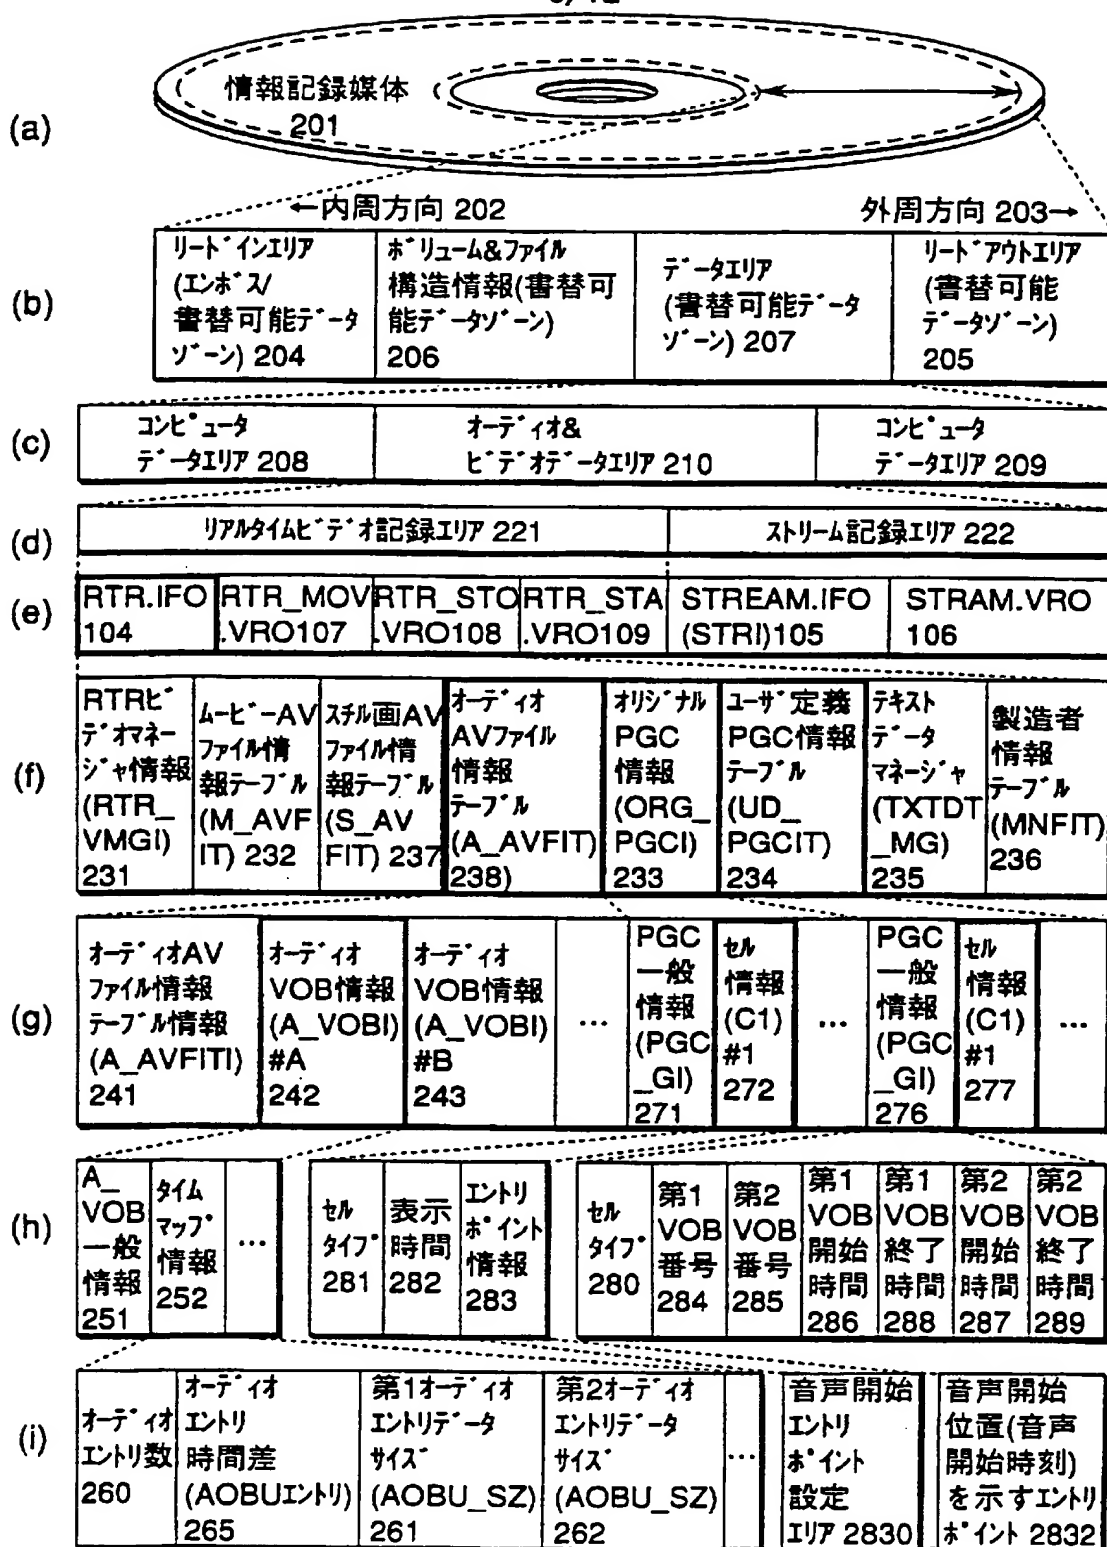 (a)
情報記録媒体
201
←内周方向 202
外周方向 203→
(b)
リードインエリア
(エンボス/
書替可能データ
ゾーン) 204
ボリューム&ファイル
構造情報(書替可
能データゾーン)
206
データエリア
(書替可能データ
ゾーン) 207
リードアウトエリア
(書替可能
データゾーン)
205
(c)
コンピュータ
データエリア 208
オーディオ&
ビデオデータエリア 210
コンピュータ
データエリア 209
(d)
リアルタイムビデオ記録エリア 221
ストリーム記録エリア 222
(e)
RTR.IFO
104
RTR_MOV
.VRO107
RTR_STO
.VRO108
RTR_STA
.VRO109
STREAM.IFO
(STRI)105
STRAM.VRO
106
(f)
RTRビ
デオマネー
ジャ情報
(RTR_
VMGI)
231
ムービーAV
ファイル情
報テーブル
(M_AVF
IT) 232
スチル画AV
ファイル情
報テーブル
(S_AV
FIT) 237
オーディオ
AVファイル
情報
テーブル
(A_AVFIT)
238)
オリジナル
PGC
情報
(ORG_
PGCI)
233
ユーザ定義
PGC情報
テーブル
(UD_
PGCIT)
234
テキスト
データ
マネージャ
(TXTDT
_MG)
235
製造者
情報
テーブル
(MNFIT)
236
(g)
オーディオAV
ファイル情報
テーブル情報
(A_AVFITI)
241
オーディオ
VOB情報
(A_VOBI)
#A
242
オーディオ
VOB情報
(A_VOBI)
#B
243
…
PGC
一般
情報
(PGC
_GI)
271
セル
情報
(C1)
#1
272
…
PGC
一般
情報
(PGC
_GI)
276
セル
情報
(C1)
#1
277
…
(h)
A_
VOB
一般
情報
251
タイム
マップ
情報
252
…
セル
タイプ
281
表示
時間
282
エントリ
ポイント
情報
283
セル
タイプ
280
第1
VOB
番号
284
第2
VOB
番号
285
第1
VOB
開始
時間
286
第1
VOB
終了
時間
288
第2
VOB
開始
時間
287
第2
VOB
終了
時間
289
(i)
オーディオ
エントリ数
260
オーディオ
エントリ
時間差
(AOBUエントリ)
265
第1オーディオ
エントリデータ
サイズ
(AOBU_SZ)
261
第2オーディオ
エントリデータ
サイズ
(AOBU_SZ)
262
…
音声開始
エントリ
ポイント
設定
エリア 2830
音声開始
位置(音声
開始時刻)
を示すエントリ
ポイント 2832